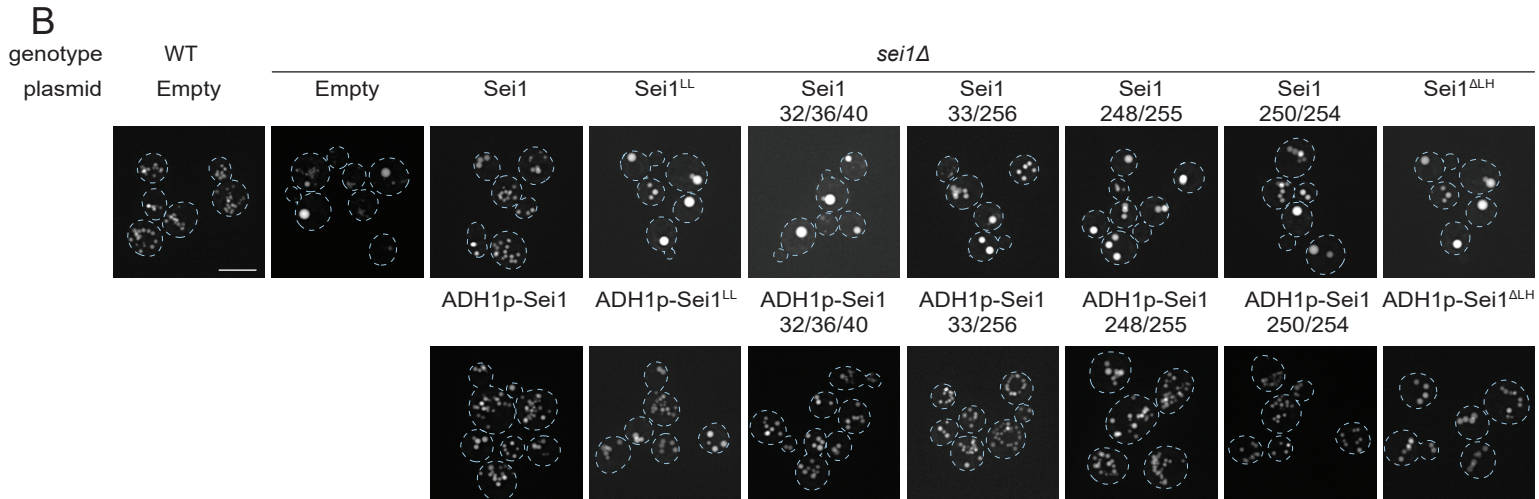 B
genotype WT sei1Δ
plasmid Empty Empty Sei1 Sei1ᴸᴸ Sei1 Sei1 Sei1 Sei1 Sei1ᐃᴸᴴ
32/36/40 33/256 248/255 250/254
ADH1p-Sei1 ADH1p-Sei1ᴸᴸ ADH1p-Sei1 ADH1p-Sei1 ADH1p-Sei1 ADH1p-Sei1 ADH1p-Sei1ᐃᴸᴴ
32/36/40 33/256 248/255 250/254